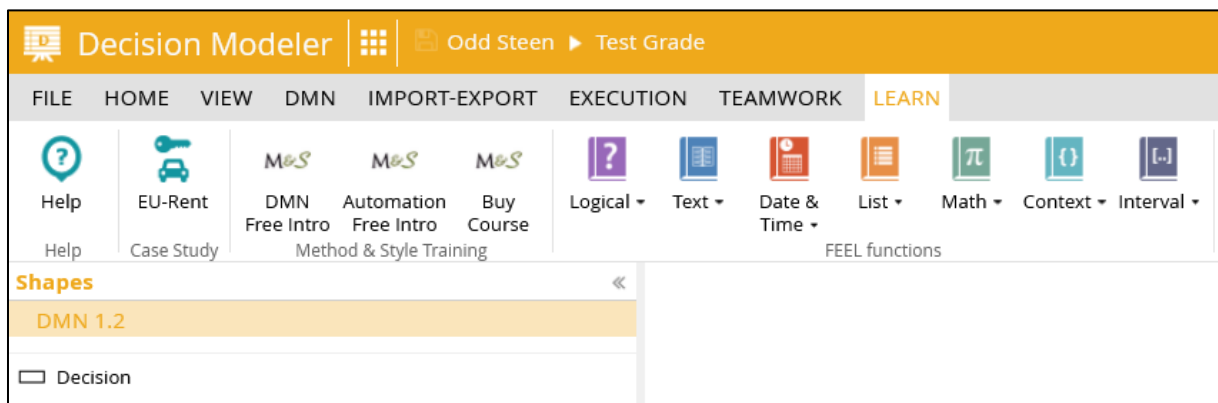 D Decision Modeler Odd Steen ▶ Test Grade
FILE HOME VIEW DMN IMPORT-EXPORT EXECUTION TEAMWORK LEARN
? M&S M&S M&S ? π {} [..]
Help EU-Rent DMN Automation Buy Logical Text Date & List Math Context Interval
Free Intro Free Intro Course Time
Help Case Study Method & Style Training FEEL functions
Shapes «
DMN 1.2
Decision